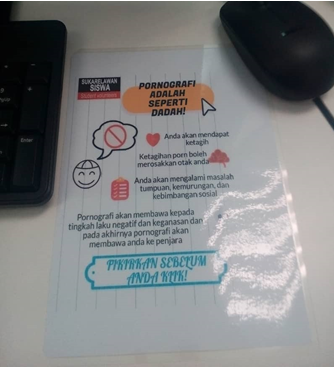 SUKARELAWAN
SISWA
PORNOGRAFI
ADALAH
SEPERTI
DADAH!
Anda akan mendapat
ketagih
Ketagihan porn boleh
merosakkan otak anda
Anda akan mengalami masalah
tumpuan, kemurungan, dan
kebimbangan sosial
Pornografi akan membawa kepada
tingkah laku negatif dan keganasan dan
pada akhirnya pornografi akan
membawa anda ke penjara
FIKIRKAN SEBELUM
ANDA KLIK!